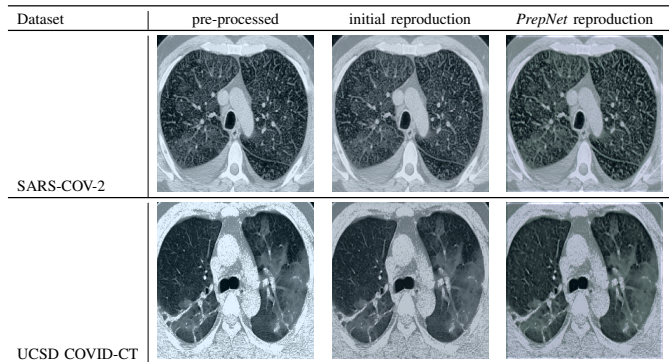 Dataset pre-processed initial reproduction PrepNet reproduction
SARS-COV-2
UCSD COVID-CT